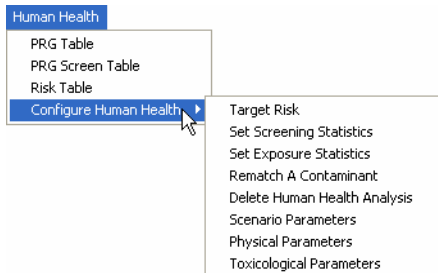 Human Health
PRG Table
PRG Screen Table
Risk Table
Configure Human Health
Target Risk
Set Screening Statistics
Set Exposure Statistics
Rematch A Contaminant
Delete Human Health Analysis
Scenario Parameters
Physical Parameters
Toxicological Parameters